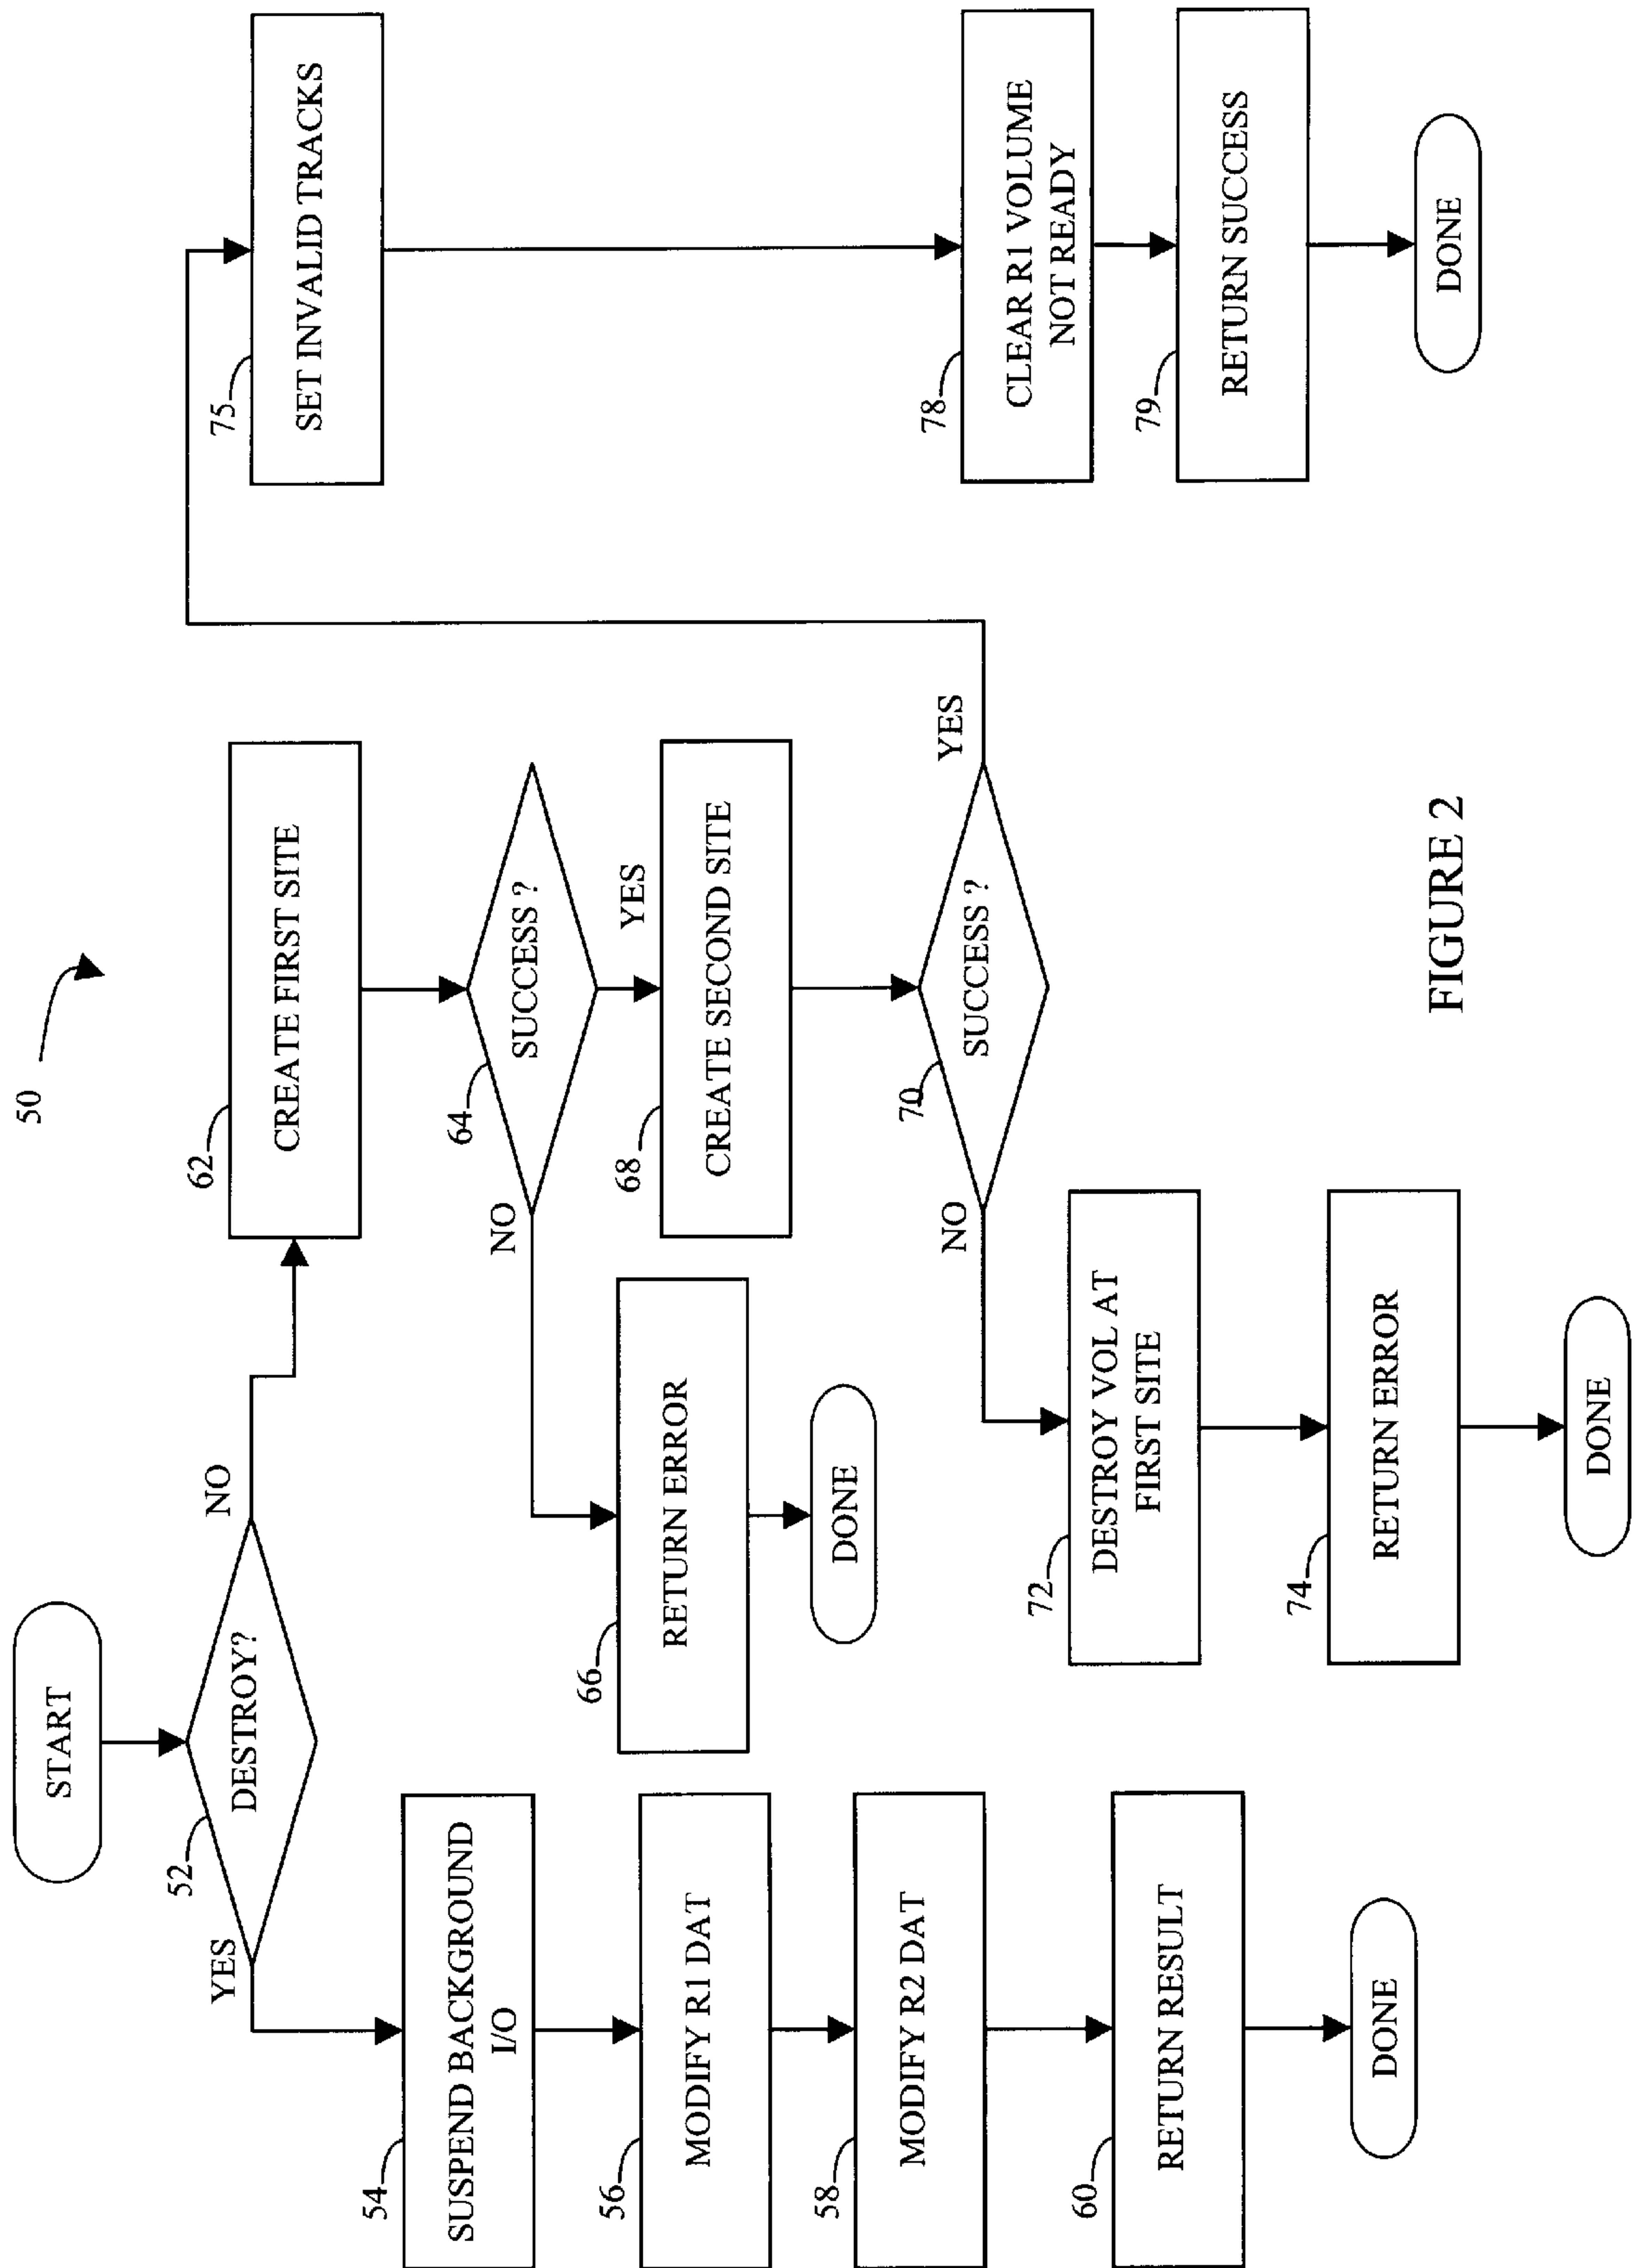 50
START
52
DESTROY?
YES
NO
54
SUSPEND BACKGROUND
I/O
56
MODIFY R1 DAT
58
MODIFY R2 DAT
60
RETURN RESULT
DONE
62
CREATE FIRST SITE
64
SUCCESS ?
NO
YES
66
RETURN ERROR
DONE
68
CREATE SECOND SITE
70
SUCCESS ?
NO
YES
72
DESTROY VOL AT
FIRST SITE
74
RETURN ERROR
DONE
75
SET INVALID TRACKS
78
CLEAR R1 VOLUME
NOT READY
79
RETURN SUCCESS
DONE
FIGURE 2